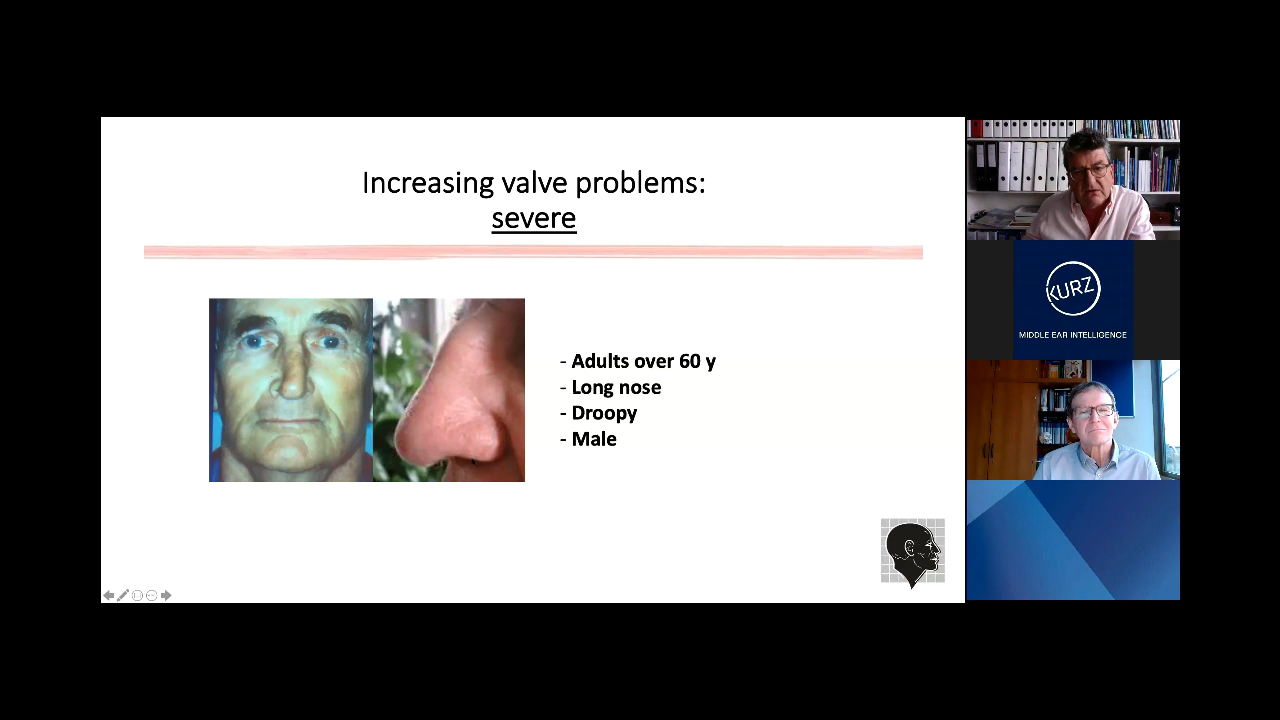 Increasing valve problems:
severe
- Adults over 60 y
- Long nose
- Droopy
- Male
KURZ
MIDDLE EAR INTELLIGENCE